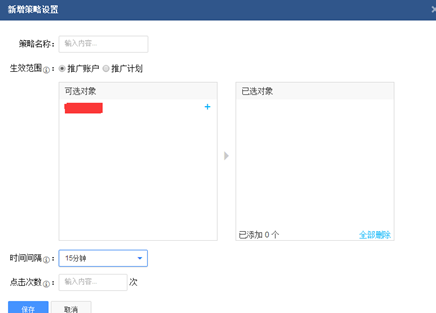 新增策略设置
策略名称： 输入内容...
生效范围： 推广账户 推广计划
可选对象 已选对象
已添加 0 个 全部删除
时间间隔： 15分钟
点击次数： 输入内容... 次
保存 取消